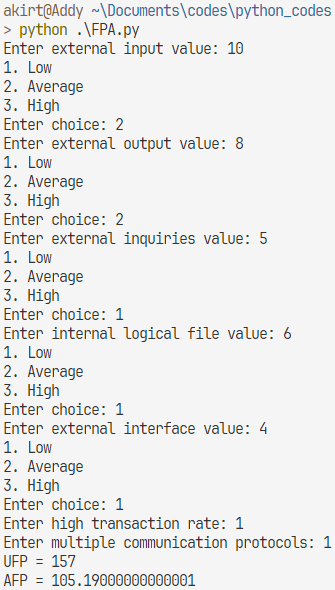 akirt@Addy ~\Documents\codes\python_codes
> python .\FPA.py
Enter external input value: 10
1. Low
2. Average
3. High
Enter choice: 2
Enter external output value: 8
1. Low
2. Average
3. High
Enter choice: 2
Enter external inquiries value: 5
1. Low
2. Average
3. High
Enter choice: 1
Enter internal logical file value: 6
1. Low
2. Average
3. High
Enter choice: 1
Enter external interface value: 4
1. Low
2. Average
3. High
Enter choice: 1
Enter high transaction rate: 1
Enter multiple communication protocols: 1
UFP = 157
AFP = 105.19000000000001